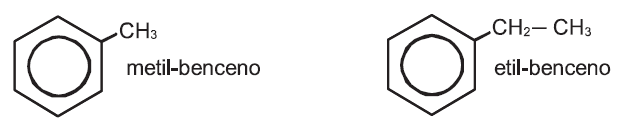 CH₃
metil-benceno
CH₂– CH₃
etil-benceno